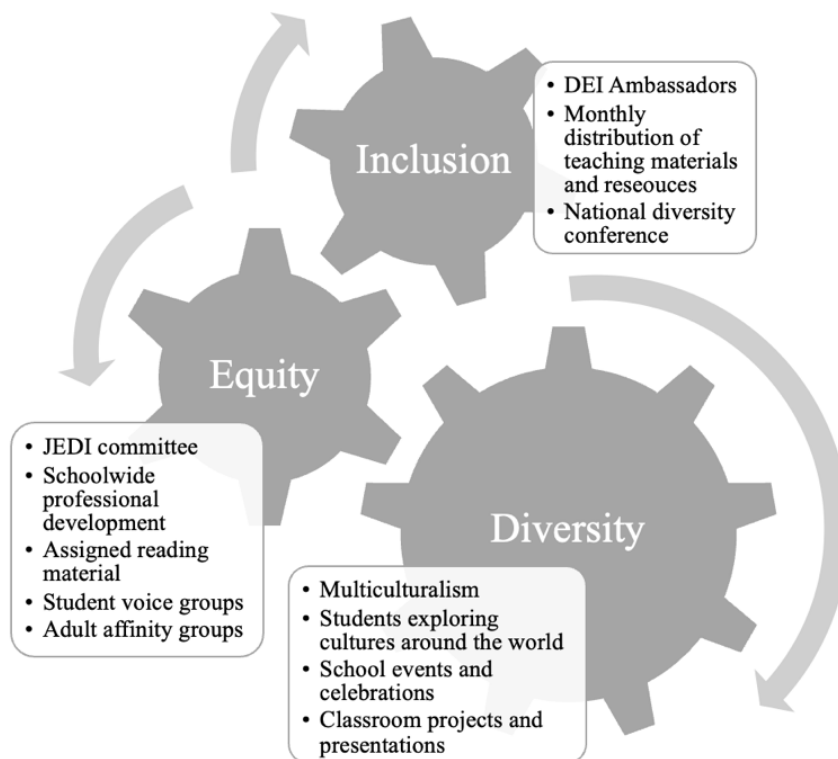 Inclusion
• DEI Ambassadors
• Monthly
distribution of
teaching materials
and reseouces
• National diversity
conference
Equity
• JEDI committee
• Schoolwide
professional
development
• Assigned reading
material
• Student voice groups
• Adult affinity groups
Diversity
• Multiculturalism
• Students exploring
cultures around the world
• School events and
celebrations
• Classroom projects and
presentations